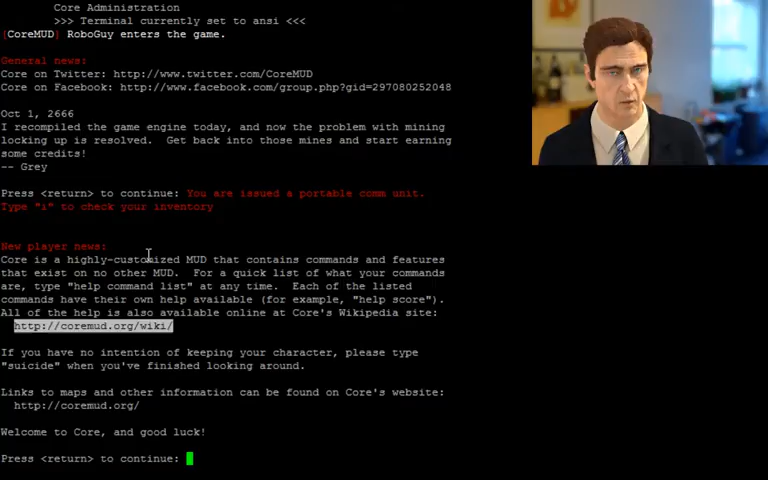 Core Administration
>>> Terminal currently set to ansi <<<
[CoreMUD] RoboGuy enters the game.
General news:
Core on Twitter: http://www.twitter.com/CoreMUD
Core on Facebook: http://www.facebook.com/group.php?gid=297080252048
Oct 1, 2666
I recompiled the game engine today, and now the problem with mining
locking up is resolved.  Get back into those mines and start earning
some credits!
-- Grey
Press <return> to continue: You are issued a portable comm unit.
Type "i" to check your inventory
New player news:
Core is a highly-customized MUD that contains commands and features
that exist on no other MUD.  For a quick list of what your commands
are, type "help command list" at any time.  Each of the listed
commands have their own help available (for example, "help score").
All of the help is also available online at Core's Wikipedia site:
http://coremud.org/wiki/
If you have no intention of keeping your character, please type
"suicide" when you've finished looking around.
Links to maps and other information can be found on Core's website:
http://coremud.org/
Welcome to Core, and good luck!
Press <return> to continue: